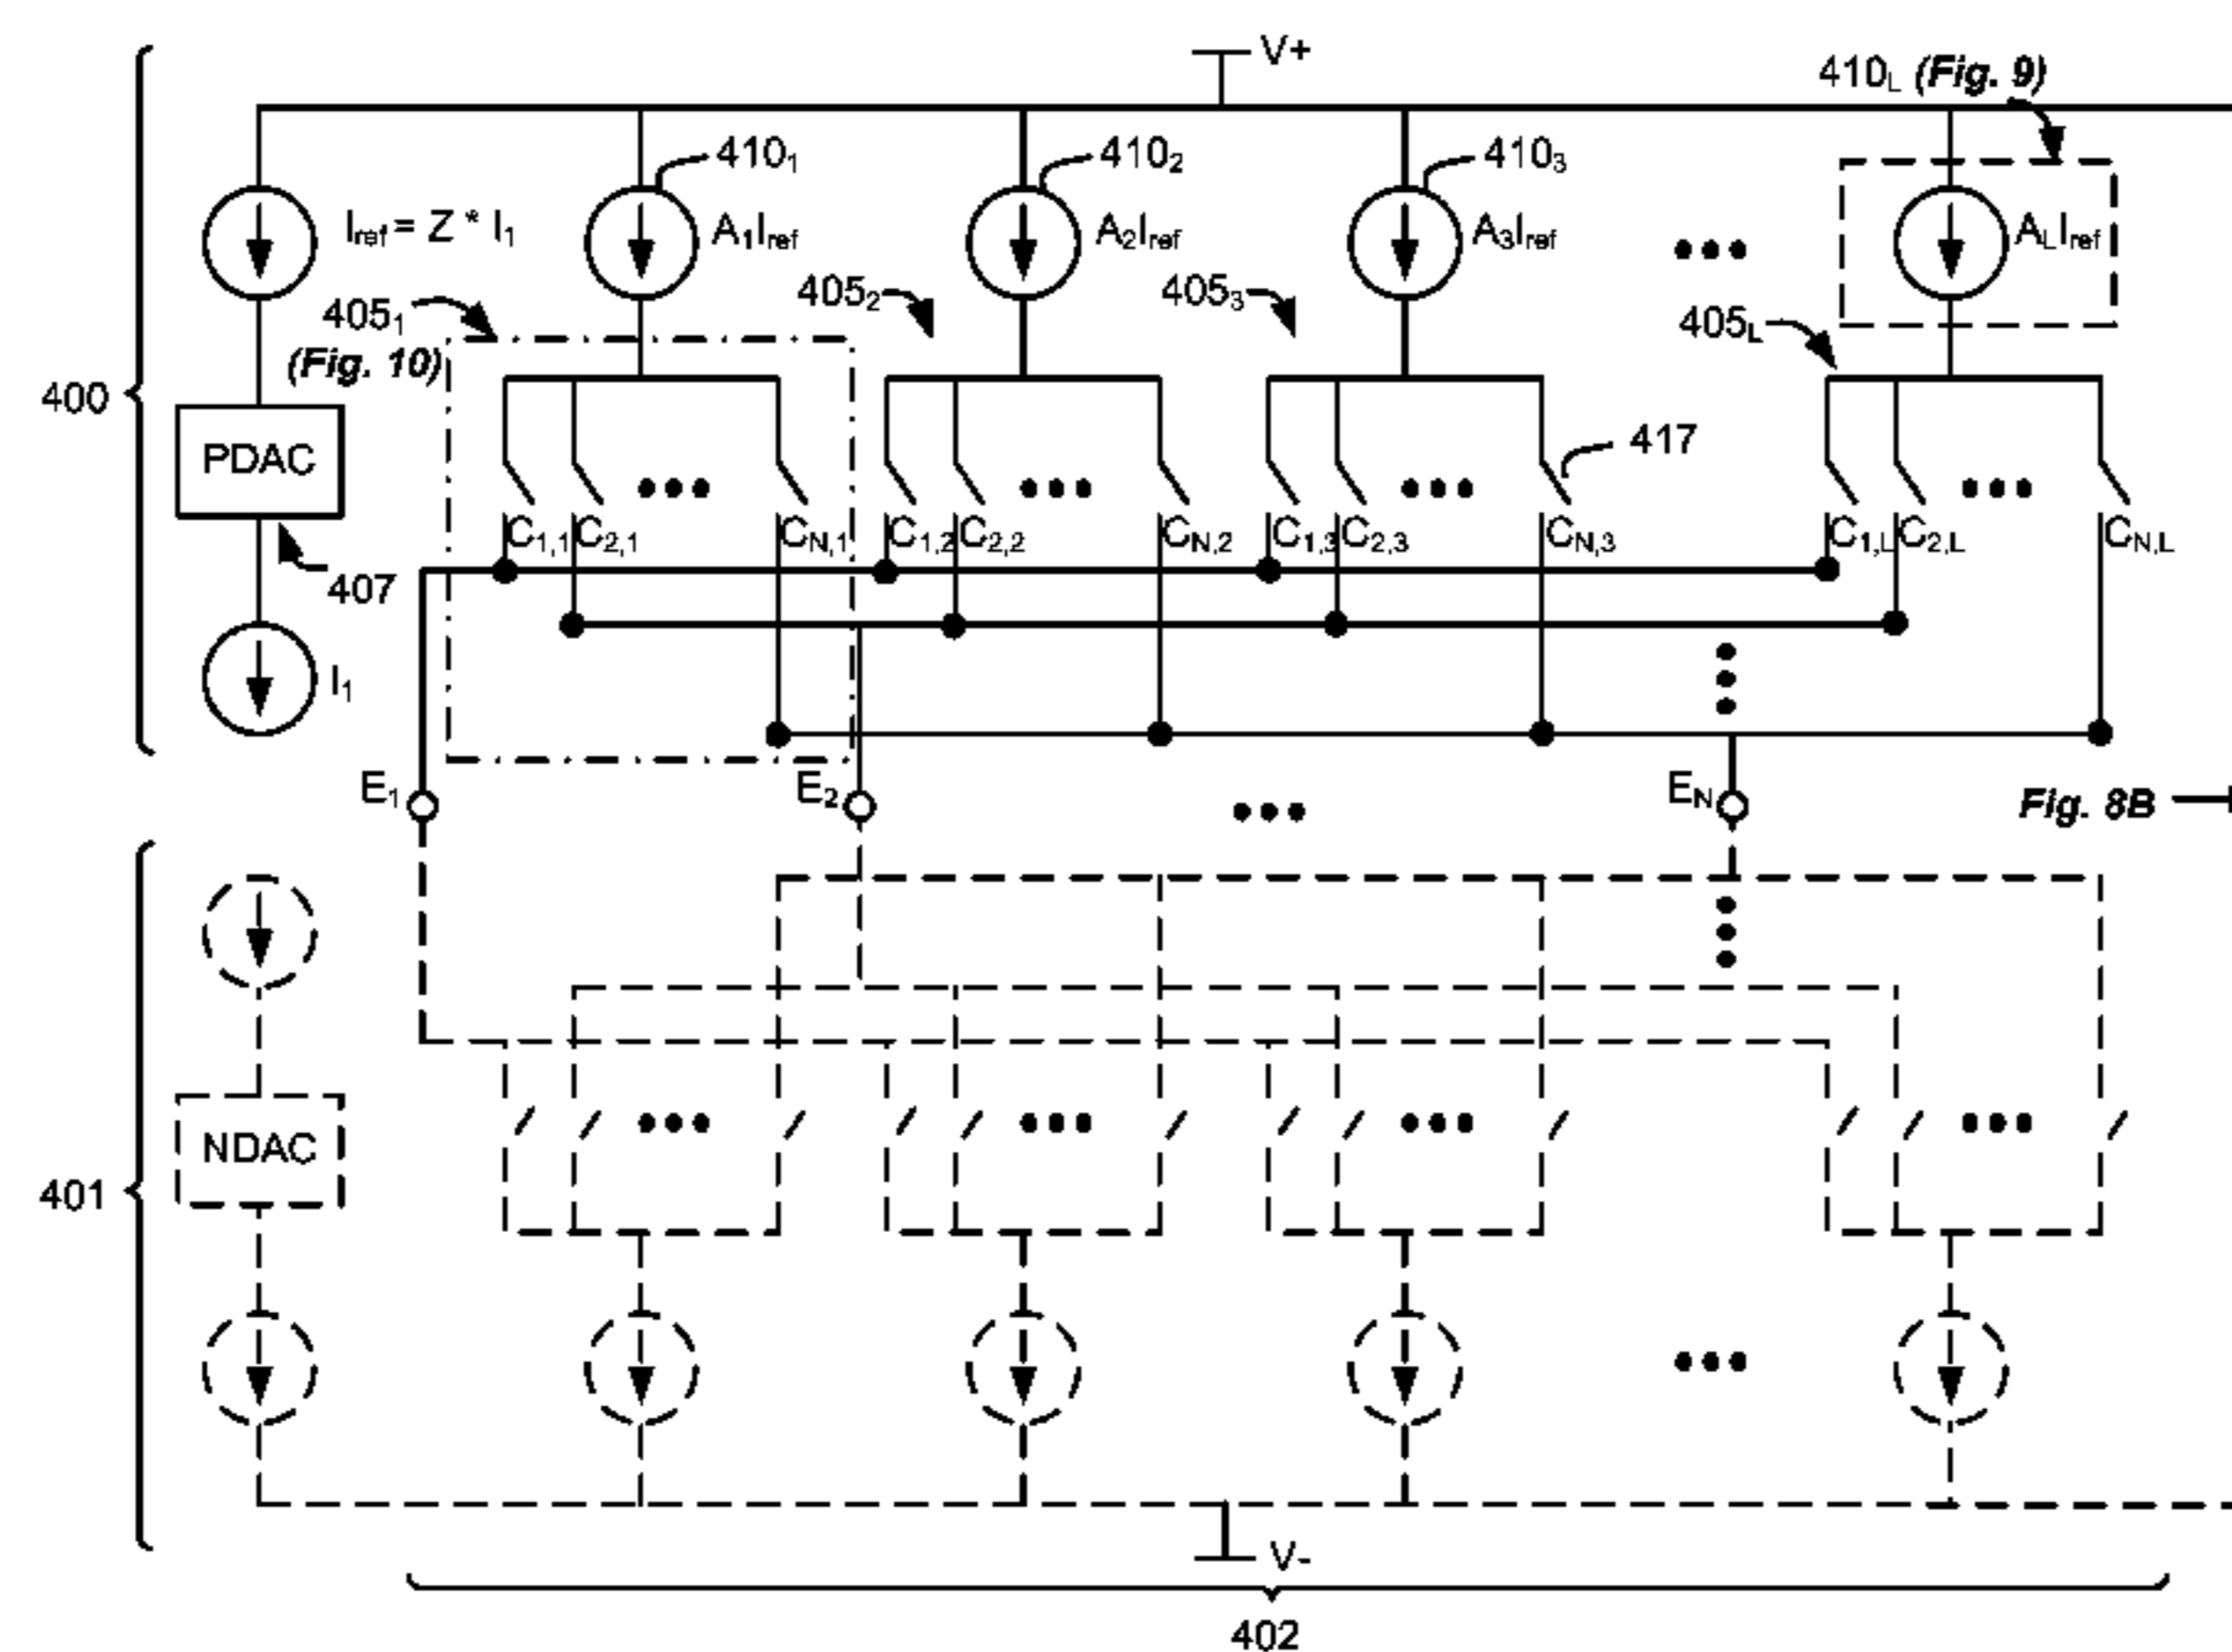 V+
410L (Fig. 9)
4101
4102
4103
Iref = Z * I1
A1Iref
A2Iref
A3Iref
ALIref
4051
(Fig. 10)
4052
4053
405L
400
PDAC
417
C1,1 C2,1 CN,1 C1,2 C2,2 CN,2 C1,3 C2,3 CN,3 C1,L C2,L CN,L
407
I1
E1
E2
EN
Fig. 8B
401
NDAC
V-
402